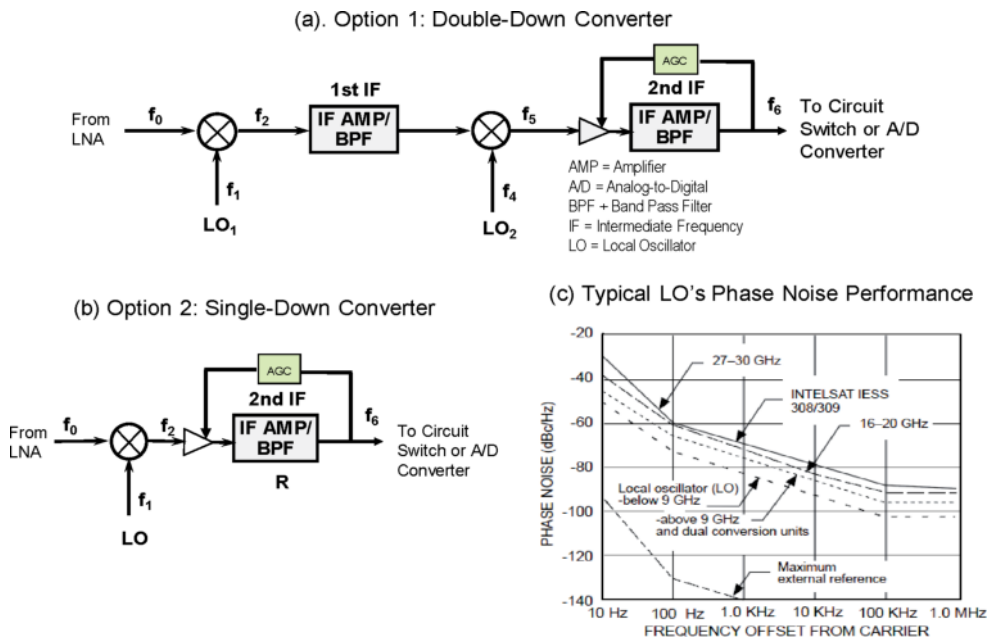 (a). Option 1: Double-Down Converter
AGC
1st IF
2nd IF
From
LNA
f0
f2
IF AMP/
BPF
f5
IF AMP/
BPF
f6
To Circuit
Switch or A/D
Converter
f1
LO1
f4
LO2
AMP = Amplifier
A/D = Analog-to-Digital
BPF + Band Pass Filter
IF = Intermediate Frequency
LO = Local Oscillator
(b) Option 2: Single-Down Converter
AGC
2nd IF
From
LNA
f0
f2
IF AMP/
BPF
f6
To Circuit
Switch or A/D
Converter
R
f1
LO
(c) Typical LO's Phase Noise Performance
PHASE NOISE (dBc/Hz)
-20
-40
-60
-80
-100
-120
-140
27–30 GHz
INTELSAT IESS
308/309
16–20 GHz
Local oscillator (LO)
-below 9 GHz
-above 9 GHz
and dual conversion units
Maximum
external reference
10 Hz
100 Hz
1.0 KHz
10 KHz
100 KHz
1.0 MHz
FREQUENCY OFFSET FROM CARRIER